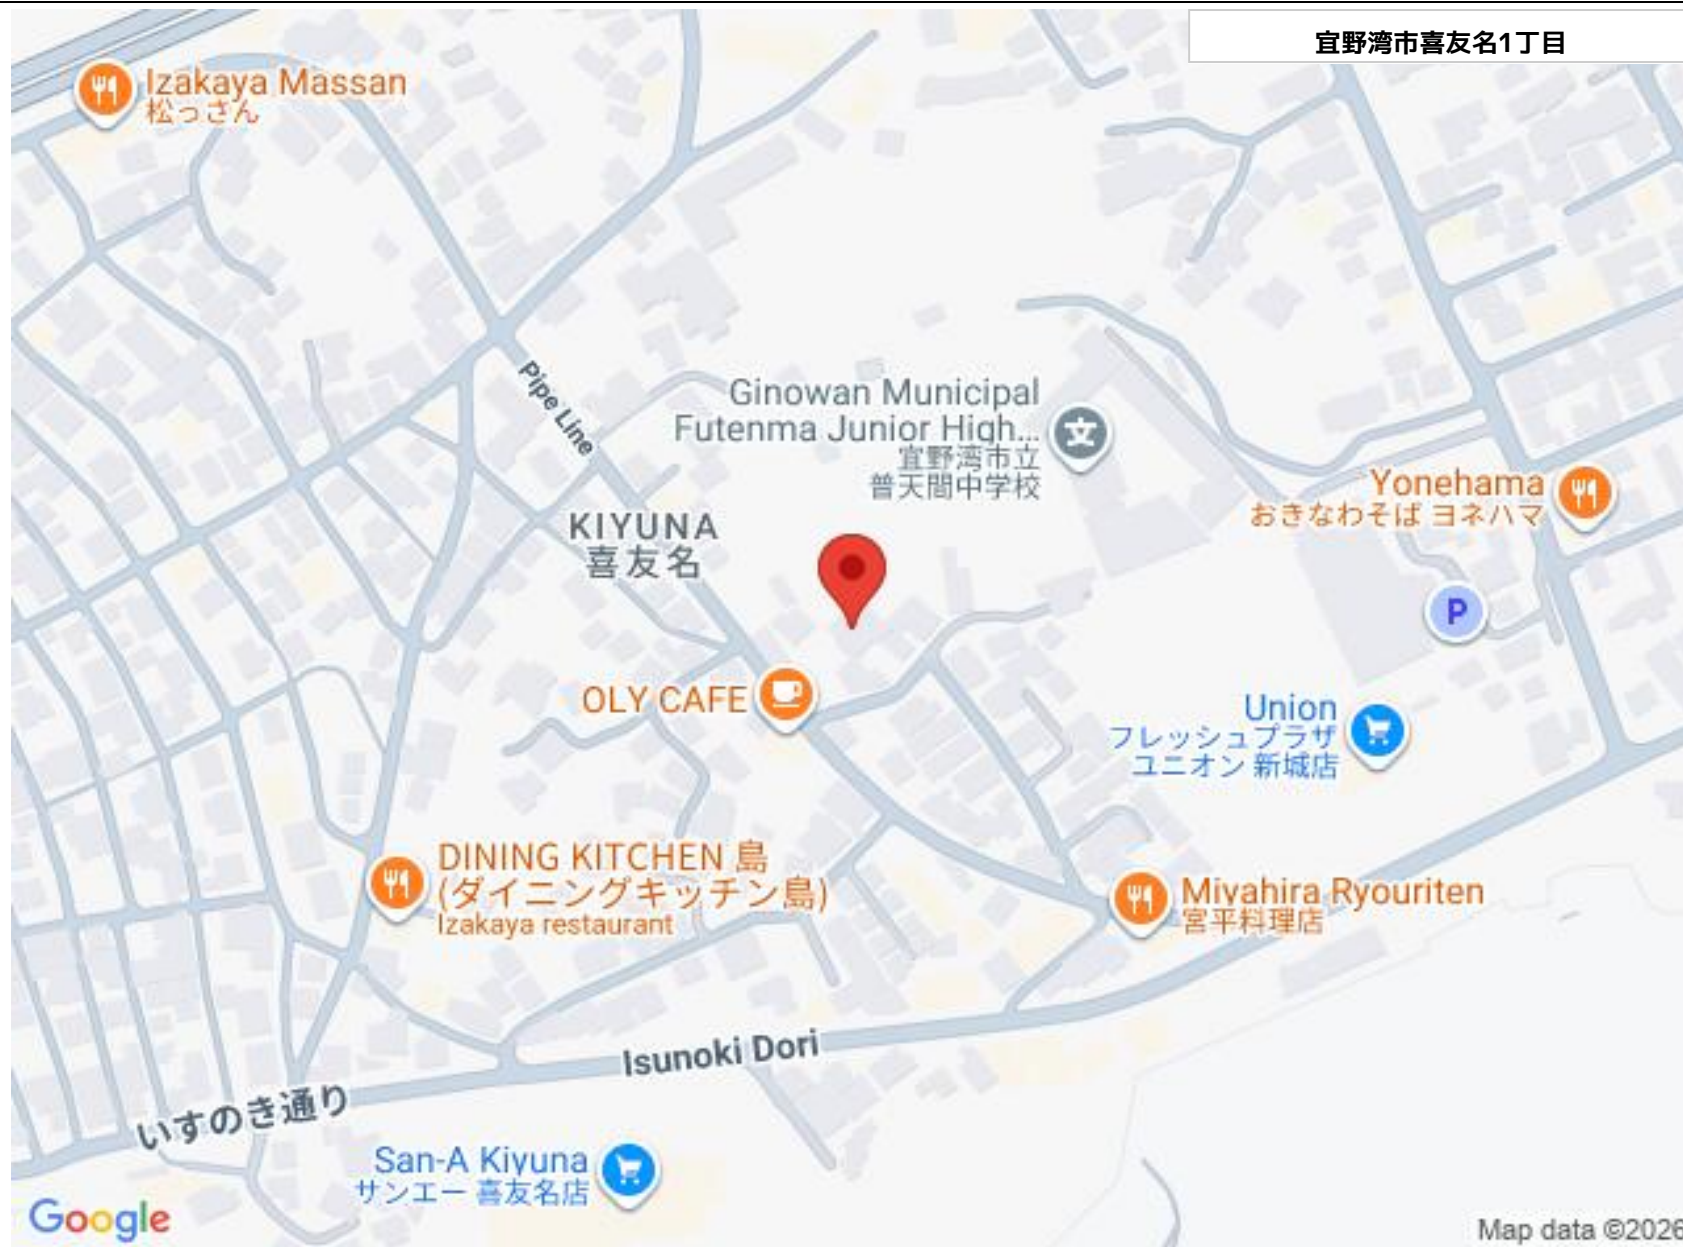 宜野湾市喜友名1丁目
Izakaya Massan
松っさん
Pipe Line
Ginowan Municipal
Futenma Junior High...
宜野湾市立
普天間中学校
Yonehama
おきなわそば ヨネハマ
KIYUNA
喜友名
P
OLY CAFE
Union
フレッシュプラザ
ユニオン 新城店
DINING KITCHEN 島
(ダイニングキッチン島)
Izakaya restaurant
Miyahira Ryouriten
宮平料理店
Isunoki Dori
いすのき通り
San-A Kiyuna
サンエー 喜友名店
Google
Map data ©2026
文